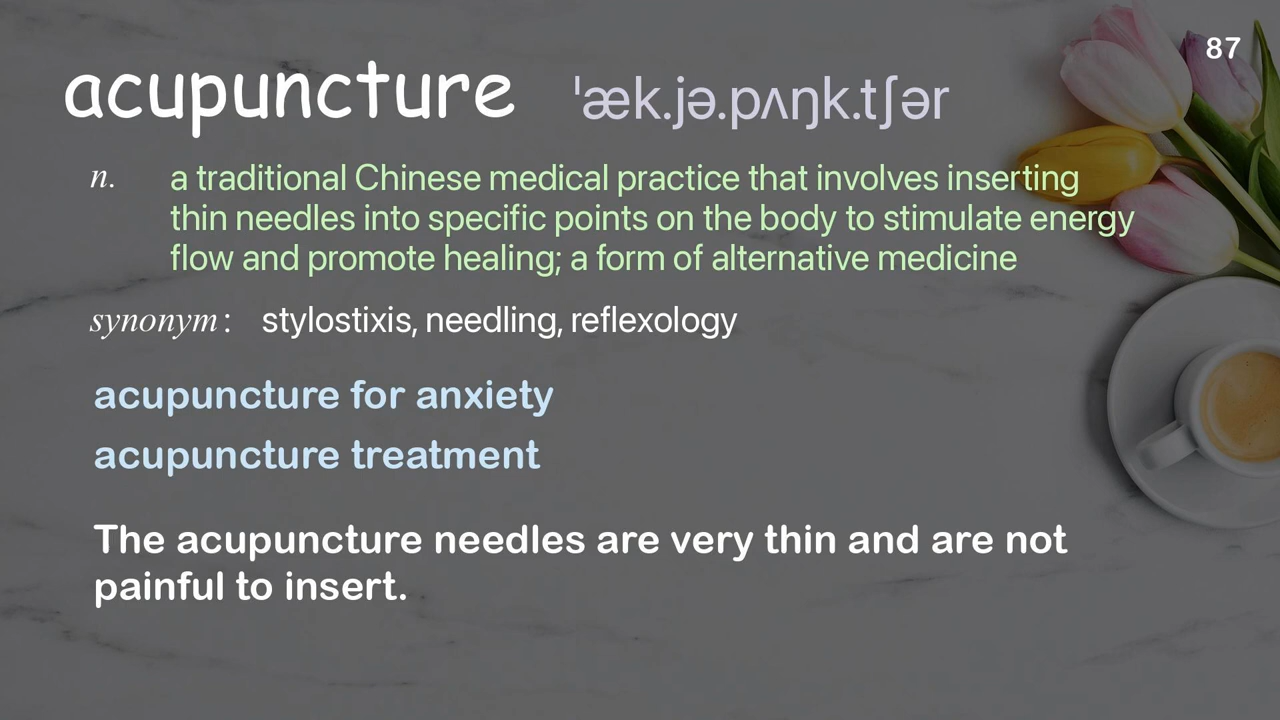 87
acupuncture ˈæk.jə.pʌŋk.tʃər
n. a traditional Chinese medical practice that involves inserting
thin needles into specific points on the body to stimulate energy
flow and promote healing; a form of alternative medicine
synonym: stylostixis, needling, reflexology
acupuncture for anxiety
acupuncture treatment
The acupuncture needles are very thin and are not
painful to insert.